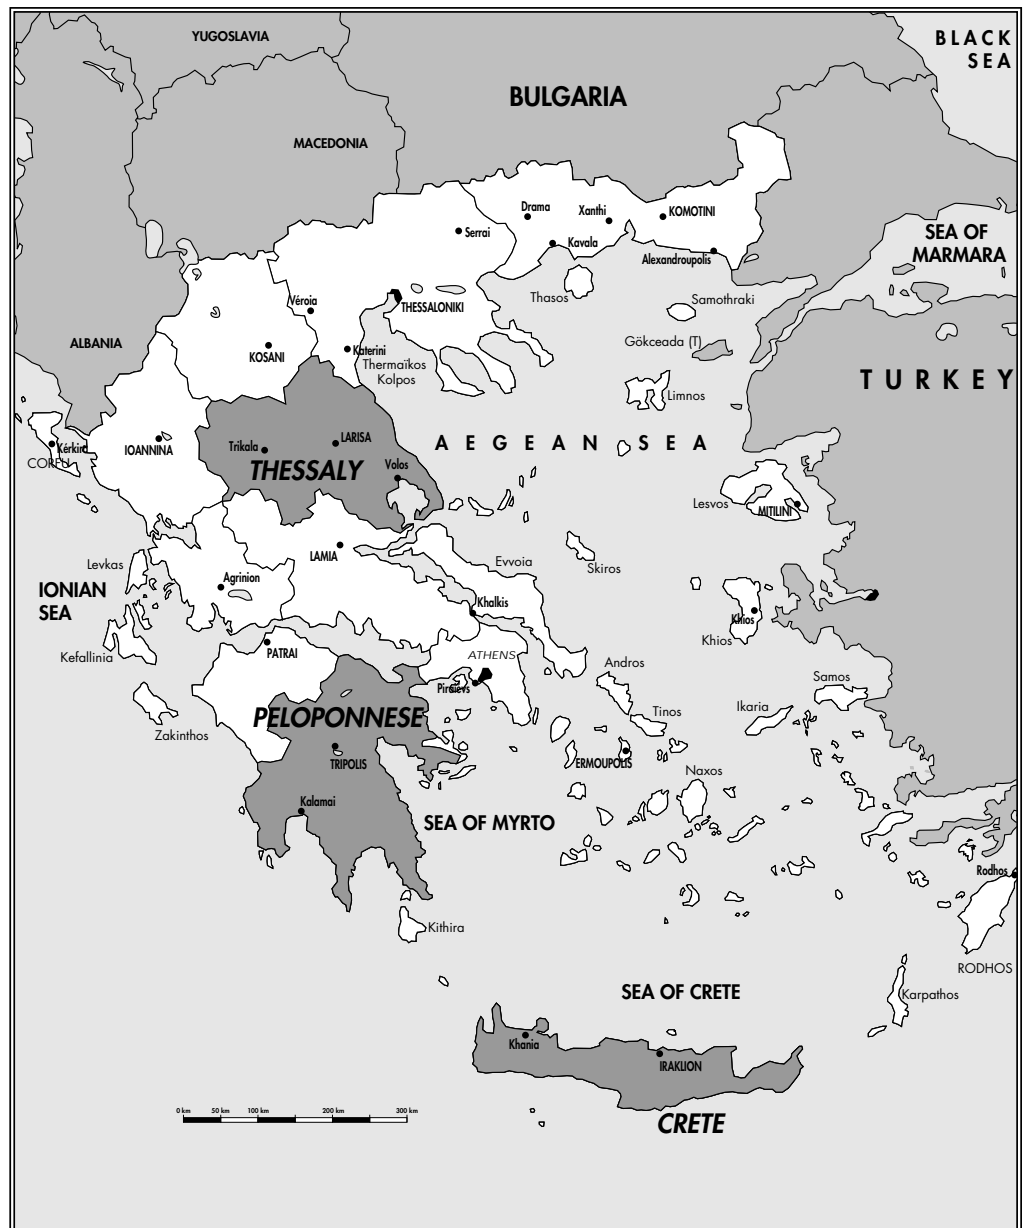 YUGOSLAVIA
BLACK
SEA
BULGARIA
MACEDONIA
Drama
Xanthi
KOMOTINI
Serrai
Kavala
Alexandroupolis
SEA OF
MARMARA
Thasos
Samothraki
Véroia
THESSALONIKI
ALBANIA
KOSANI
Katerini
Thermaïkos
Kolpos
Gökceada (T)
TURKEY
Limnos
Kérkira
CORFU
IOANNINA
Trikala
LARISA
THESSALY
Volos
AEGEAN SEA
Lesvos
MITILINI
LAMIA
Evvoia
Skiros
Levkas
IONIAN
SEA
Agrinion
Khalkis
Khios
Khios
Kefallinia
PATRAI
ATHENS
Piraievs
Andros
Samos
Zakinthos
PELOPONNESE
Tinos
Ikaria
TRIPOLIS
ERMOUPOLIS
Naxos
Kalamai
SEA OF MYRTO
Rodhos
Kithira
RODHOS
SEA OF CRETE
Karpathos
Khania
IRAKLION
CRETE
0 km 50 km 100 km 200 km 300 km